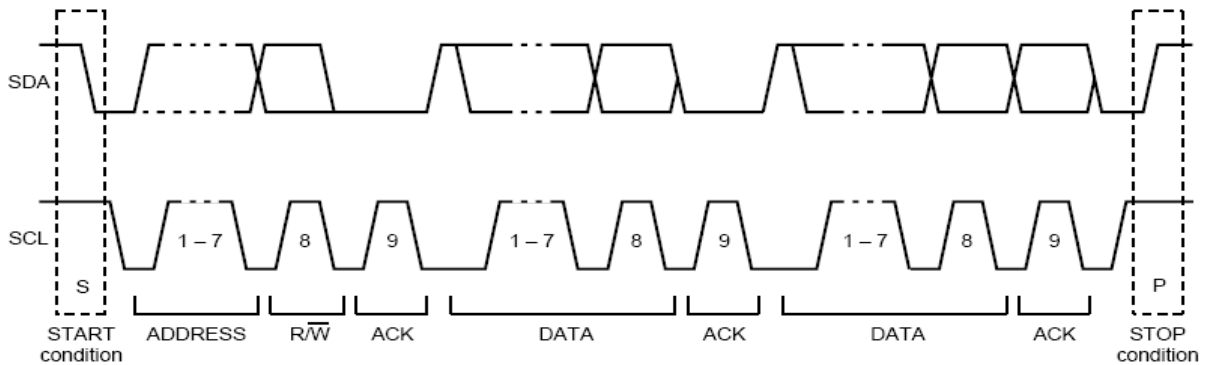 SDA
SCL
1 – 7 8 9 1 – 7 8 9 1 – 7 8 9
S P
START ADDRESS R/W̅ ACK DATA ACK DATA ACK STOP
condition condition